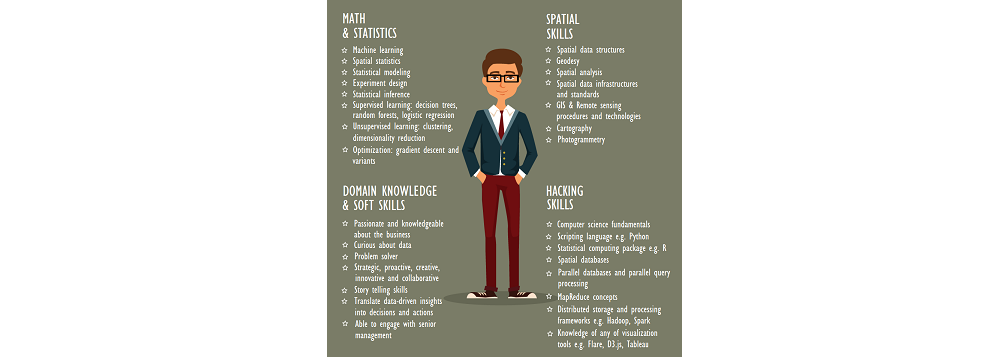 MATH
& STATISTICS
Machine learning
Spatial statistics
Statistical modeling
Experiment design
Statistical inference
Supervised learning: decision trees,
random forests, logistic regression
Unsupervised learning: clustering,
dimensionality reduction
Optimization: gradient descent and
variants
SPATIAL
SKILLS
Spatial data structures
Geodesy
Spatial analysis
Spatial data infrastructures
and standards
GIS & Remote sensing
procedures and technologies
Cartography
Photogrammetry
DOMAIN KNOWLEDGE
& SOFT SKILLS
Passionate and knowledgeable
about the business
Curious about data
Problem solver
Strategic, proactive, creative,
innovative and collaborative
Story telling skills
Translate data-driven insights
into decisions and actions
Able to engage with senior
management
HACKING
SKILLS
Computer science fundamentals
Scripting language e.g. Python
Statistical computing package e.g. R
Spatial databases
Parallel databases and parallel query
processing
MapReduce concepts
Distributed storage and processing
frameworks e.g. Hadoop, Spark
Knowledge of any of visualization
tools e.g. Flare, D3.js, Tableau